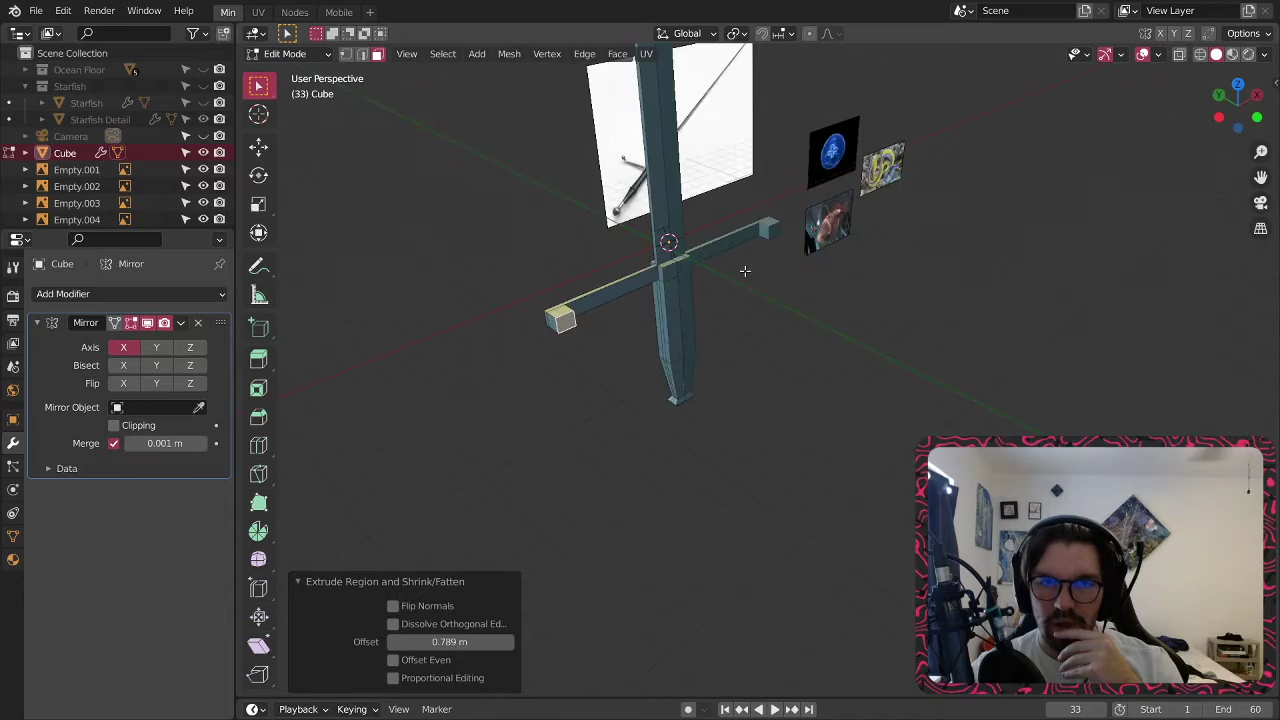 File Edit Render Window Help Min UV Nodes Mobile + Scene View Layer
Global Options
Scene Collection
Ocean Floor 5
Starfish
Starfish
Starfish Detail
Camera
Cube
Empty.001
Empty.002
Empty.003
Empty.004
Edit Mode View Select Add Mesh Vertex Edge Face UV
X Y Z
User Perspective
(33) Cube
Z
Y
X
Cube Mirror
Add Modifier
Mirror
Axis X Y Z
Bisect X Y Z
Flip X Y Z
Mirror Object
Clipping
Merge 0.001 m
Data
Extrude Region and Shrink/Fatten
Flip Normals
Dissolve Orthogonal Ed...
Offset 0.789 m
Offset Even
Proportional Editing
Playback Keying View Marker 33 Start 1 End 60